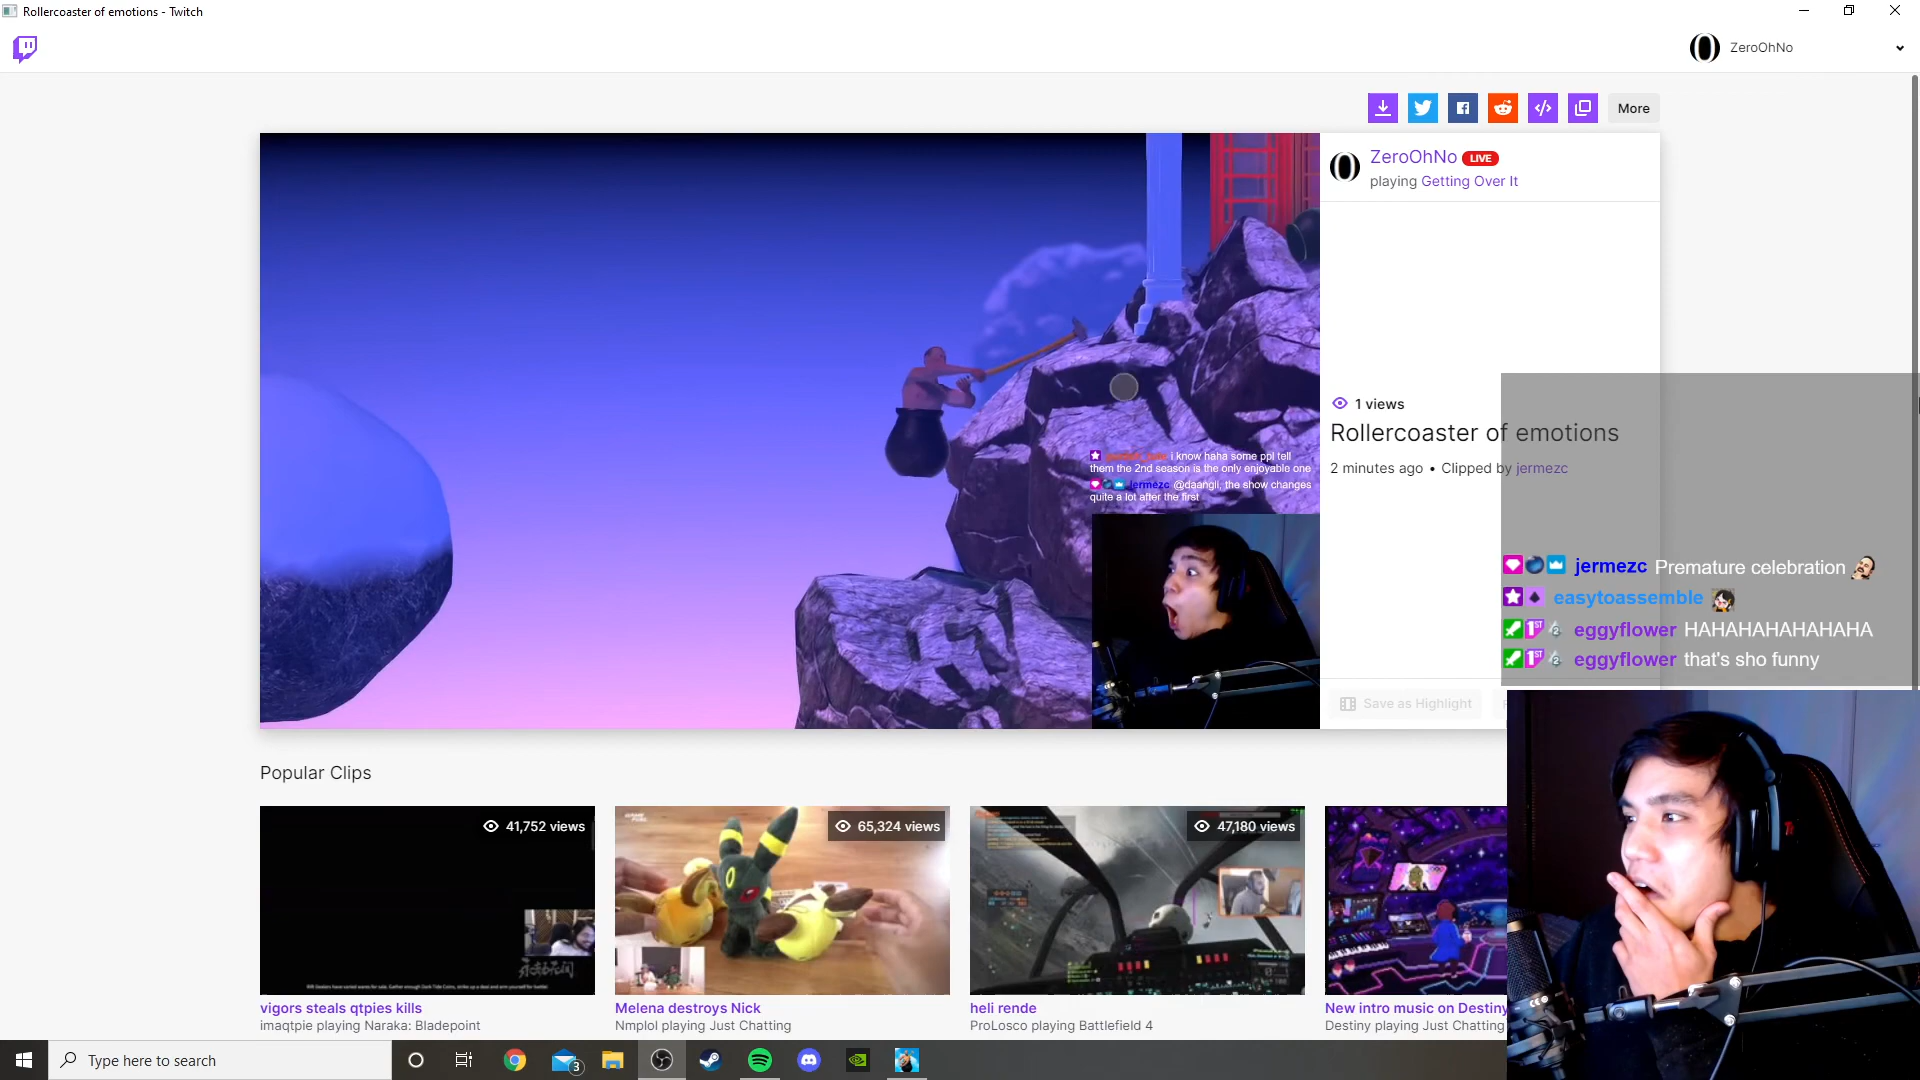 Rollercoaster of emotions - Twitch
ZeroOhNo
More
ZeroOhNo LIVE
playing Getting Over It
1 views
Rollercoaster of emotions
2 minutes ago • Clipped by jermezc
i know haha some ppl tell
them the 2nd season is the only enjoyable one
jermezc @daangli, the show changes
quite a lot after the first
jermezc Premature celebration
easytoassemble
eggyflower HAHAHAHAHAHAHA
eggyflower that's sho funny
Save as Highlight
Popular Clips
41,752 views
65,324 views
47,180 views
vigors steals qtpies kills
imaqtpie playing Naraka: Bladepoint
Melena destroys Nick
Nmplol playing Just Chatting
heli rende
ProLosco playing Battlefield 4
New intro music on Destiny
Destiny playing Just Chatting
Type here to search
3